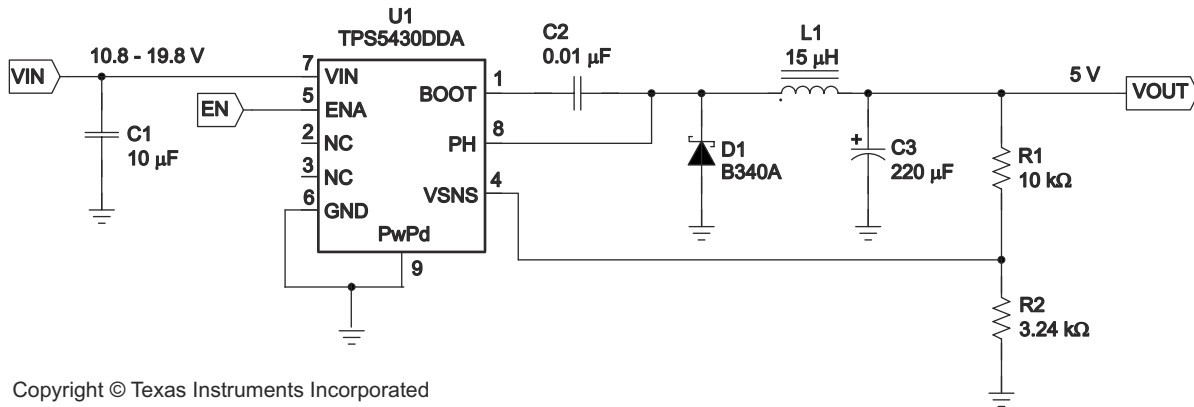 U1
TPS5430DDA
VIN
10.8 - 19.8 V
EN
C1
10 μF
7
5
2
3
6
VIN
ENA
NC
NC
GND
BOOT
PH
VSNS
PwPd
1
8
4
9
C2
0.01 μF
L1
15 μH
D1
B340A
+
C3
220 μF
5 V
VOUT
R1
10 kΩ
R2
3.24 kΩ
Copyright © Texas Instruments Incorporated